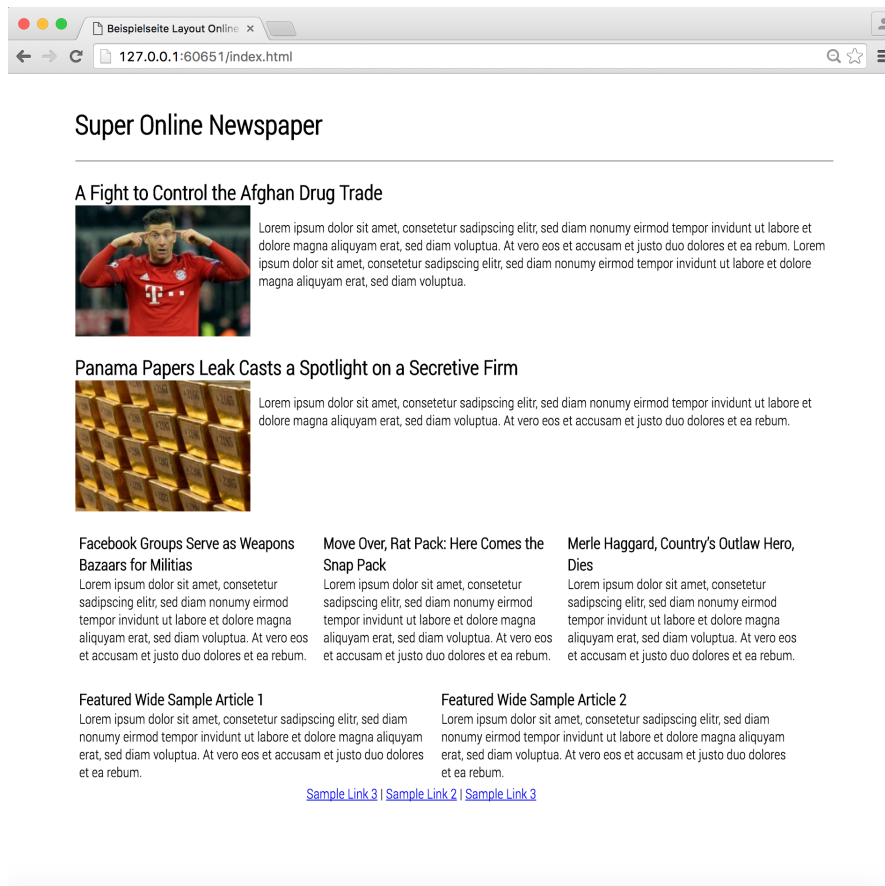 Beispielseite Layout Online
127.0.0.1:60651/index.html
Super Online Newspaper
A Fight to Control the Afghan Drug Trade
Lorem ipsum dolor sit amet, consetetur sadipscing elitr, sed diam nonumy eirmod tempor invidunt ut labore et
dolore magna aliquyam erat, sed diam voluptua. At vero eos et accusam et justo duo dolores et ea rebum. Lorem
ipsum dolor sit amet, consetetur sadipscing elitr, sed diam nonumy eirmod tempor invidunt ut labore et dolore
magna aliquyam erat, sed diam voluptua.
Panama Papers Leak Casts a Spotlight on a Secretive Firm
Lorem ipsum dolor sit amet, consetetur sadipscing elitr, sed diam nonumy eirmod tempor invidunt ut labore et
dolore magna aliquyam erat, sed diam voluptua. At vero eos et accusam et justo duo dolores et ea rebum.
Facebook Groups Serve as Weapons
Bazaars for Militias
Lorem ipsum dolor sit amet, consetetur
sadipscing elitr, sed diam nonumy eirmod
tempor invidunt ut labore et dolore magna
aliquyam erat, sed diam voluptua. At vero eos
et accusam et justo duo dolores et ea rebum.
Move Over, Rat Pack: Here Comes the
Snap Pack
Lorem ipsum dolor sit amet, consetetur
sadipscing elitr, sed diam nonumy eirmod
tempor invidunt ut labore et dolore magna
aliquyam erat, sed diam voluptua. At vero eos
et accusam et justo duo dolores et ea rebum.
Merle Haggard, Country’s Outlaw Hero,
Dies
Lorem ipsum dolor sit amet, consetetur
sadipscing elitr, sed diam nonumy eirmod
tempor invidunt ut labore et dolore magna
aliquyam erat, sed diam voluptua. At vero eos
et accusam et justo duo dolores et ea rebum.
Featured Wide Sample Article 1
Lorem ipsum dolor sit amet, consetetur sadipscing elitr, sed diam
nonumy eirmod tempor invidunt ut labore et dolore magna aliquyam
erat, sed diam voluptua. At vero eos et accusam et justo duo dolores
et ea rebum.
Featured Wide Sample Article 2
Lorem ipsum dolor sit amet, consetetur sadipscing elitr, sed diam
nonumy eirmod tempor invidunt ut labore et dolore magna aliquyam
erat, sed diam voluptua. At vero eos et accusam et justo duo dolores
et ea rebum.
Sample Link 3 | Sample Link 2 | Sample Link 3